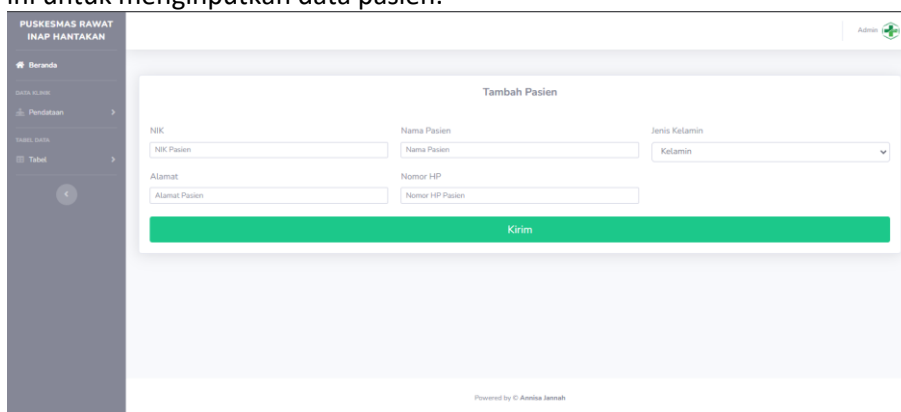 ini untuk menginputkan data pasien.
PUSKESMAS RAWAT
INAP HANTAKAN
Admin
Beranda
DATA KLINIK
Pendataan
TABEL DATA
Tabel
Tambah Pasien
NIK
Nama Pasien
Jenis Kelamin
NIK Pasien
Nama Pasien
Kelamin
Alamat
Nomor HP
Alamat Pasien
Nomor HP Pasien
Kirim
Powered by © Annisa Jannah